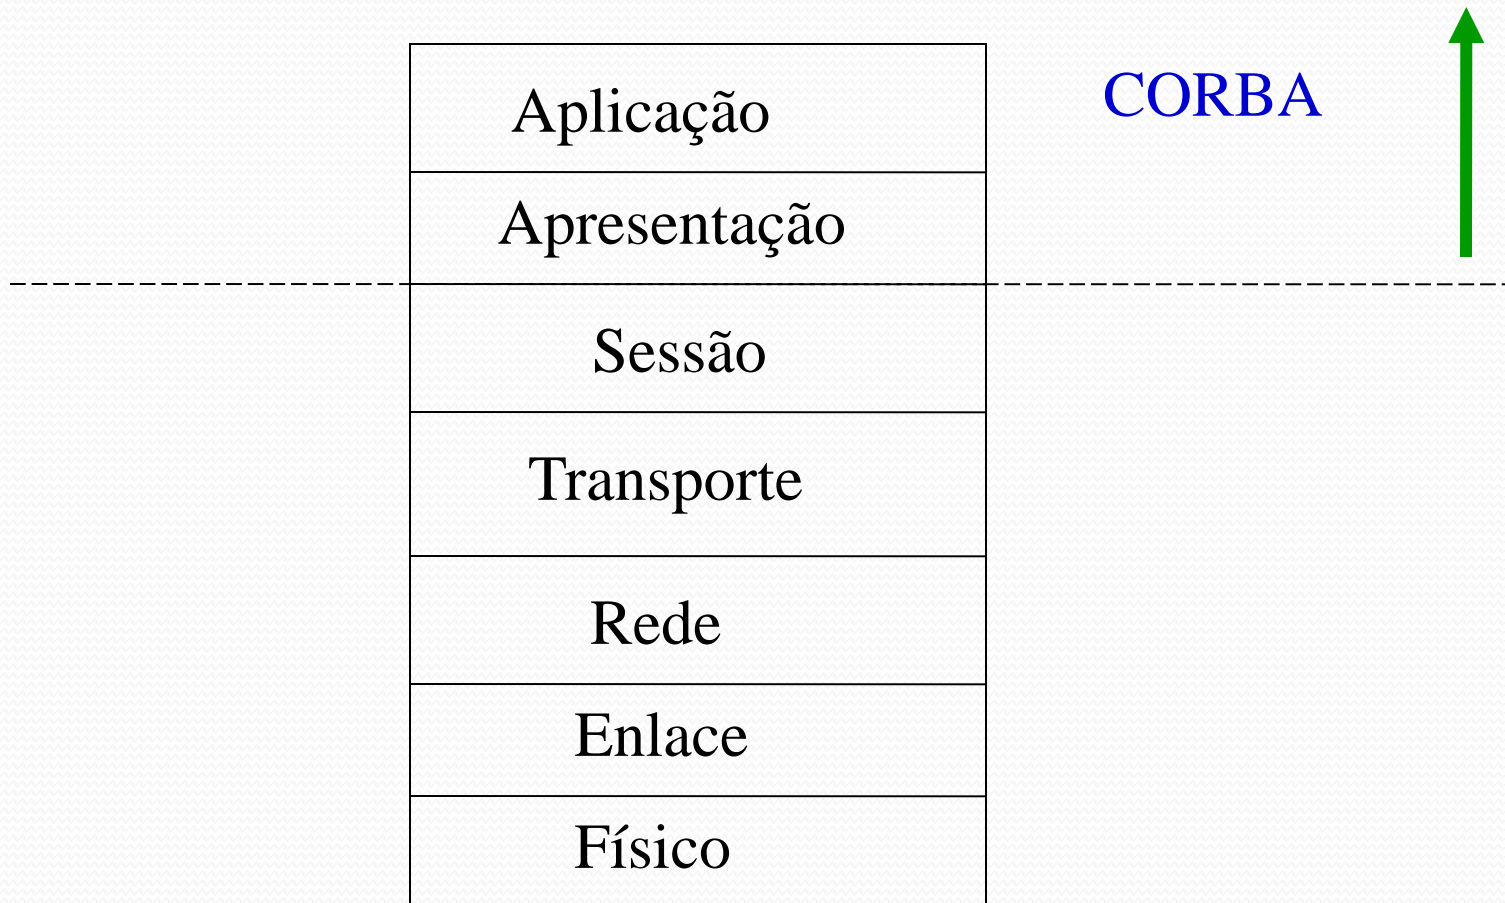 Aplicação
CORBA
Apresentação
Sessão
Transporte
Rede
Enlace
Físico